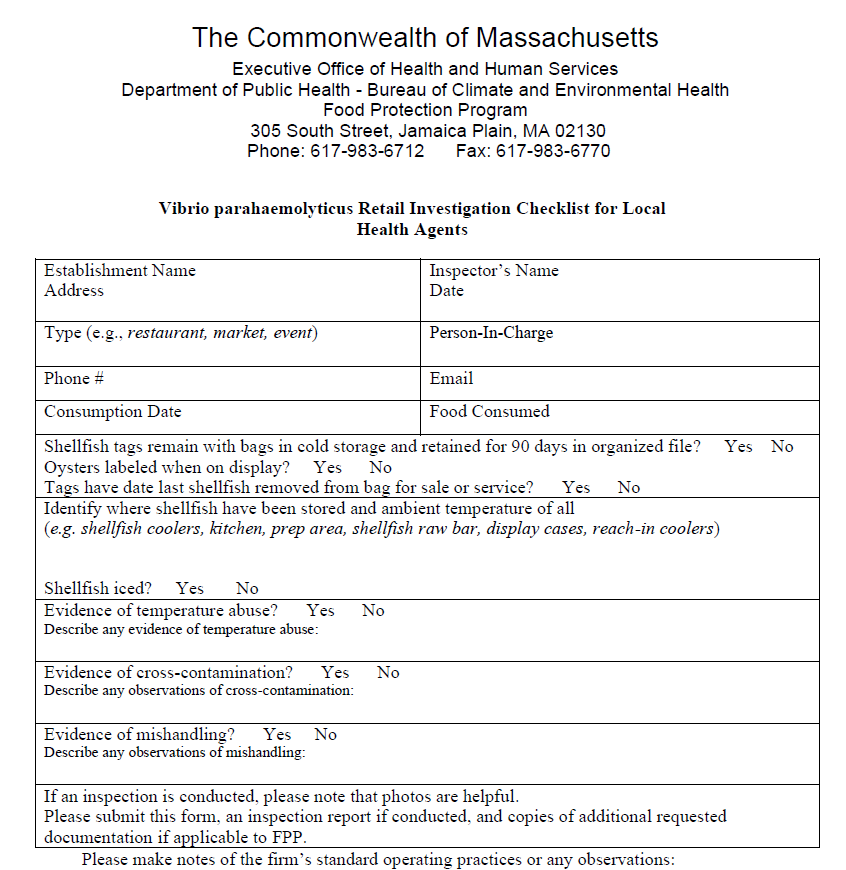 The Commonwealth of Massachusetts
Executive Office of Health and Human Services
Department of Public Health - Bureau of Climate and Environmental Health
Food Protection Program
305 South Street, Jamaica Plain, MA 02130
Phone: 617-983-6712 Fax: 617-983-6770
Vibrio parahaemolyticus Retail Investigation Checklist for Local
Health Agents
Establishment Name
Address
Inspector's Name
Date
Type (e.g., restaurant, market, event)
Person-In-Charge
Phone #
Email
Consumption Date
Food Consumed
Shellfish tags remain with bags in cold storage and retained for 90 days in organized file? Yes No
Oysters labeled when on display? Yes No
Tags have date last shellfish removed from bag for sale or service? Yes No
Identify where shellfish have been stored and ambient temperature of all
(e.g. shellfish coolers, kitchen, prep area, shellfish raw bar, display cases, reach-in coolers)
Shellfish iced? Yes No
Evidence of temperature abuse? Yes No
Describe any evidence of temperature abuse:
Evidence of cross-contamination? Yes No
Describe any observations of cross-contamination:
Evidence of mishandling? Yes No
Describe any observations of mishandling:
If an inspection is conducted, please note that photos are helpful.
Please submit this form, an inspection report if conducted, and copies of additional requested
documentation if applicable to FPP.
Please make notes of the firm's standard operating practices or any observations: